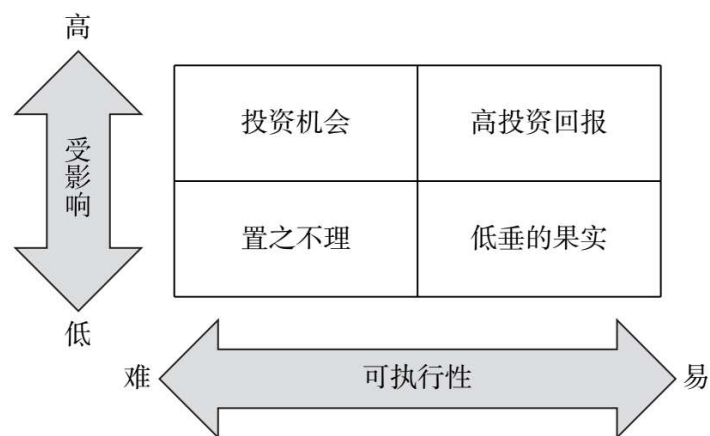 高
投资机会
高投资回报
受影响
置之不理
低垂的果实
低
难
可执行性
易